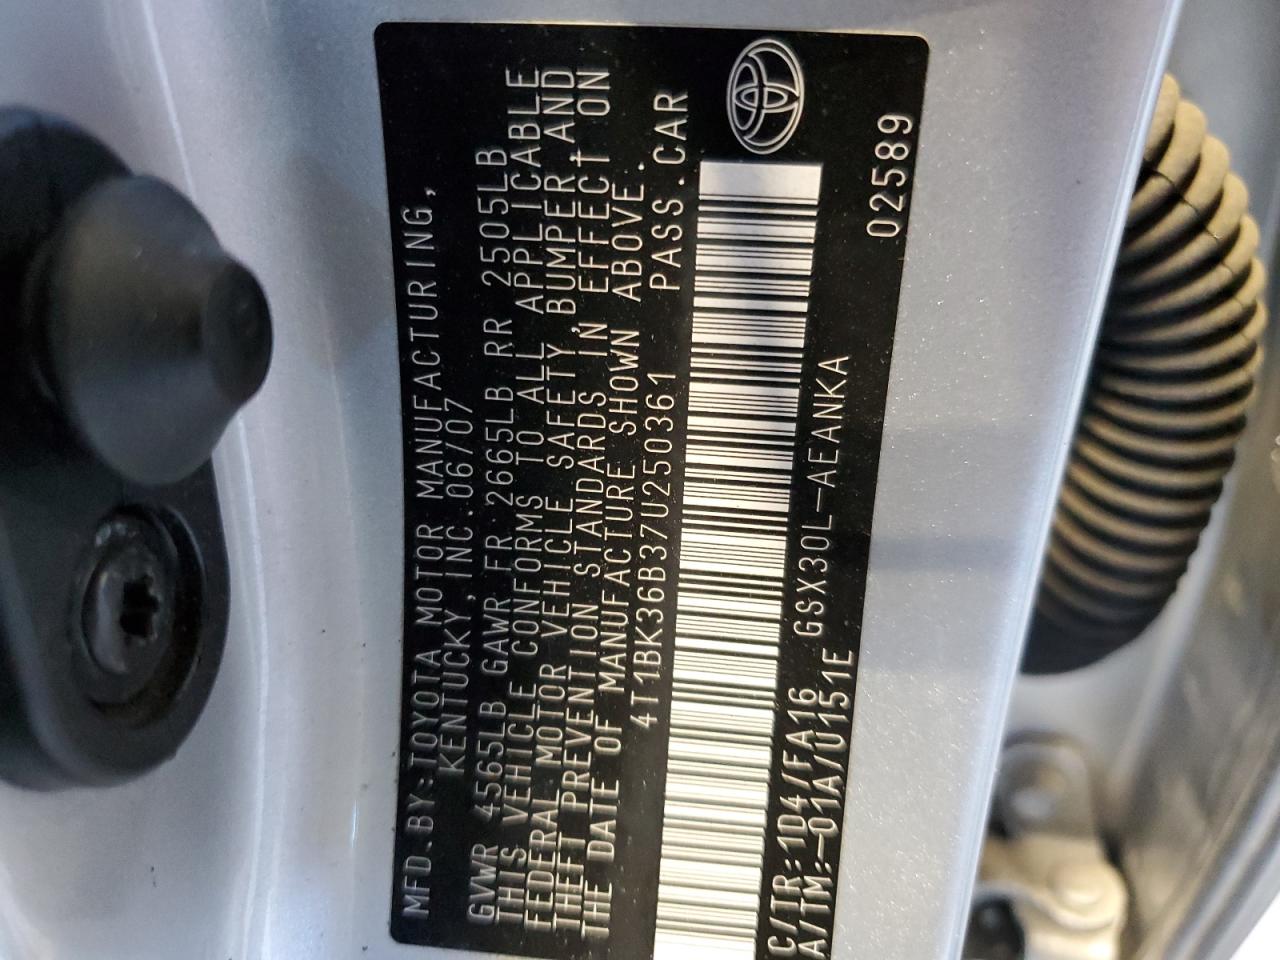 MFD.BY:TOYOTA MOTOR MANUFACTURING,
KENTUCKY,INC.06/07
GVWR 4565LB GAWR FR 2665LB RR 2505LB
THIS VEHICLE CONFORMS TO ALL APPLICABLE
FEDERAL MOTOR VEHICLE SAFETY,BUMPER,AND
THEFT PREVENTION STANDARDS IN EFFECT ON
THE DATE OF MANUFACTURE SHOWN ABOVE.
4T1BK36B37U250361 PASS.CAR
C/TR:1D4/FA16
A/TM:-01A/U151E GSX30L-AEANKA
02589